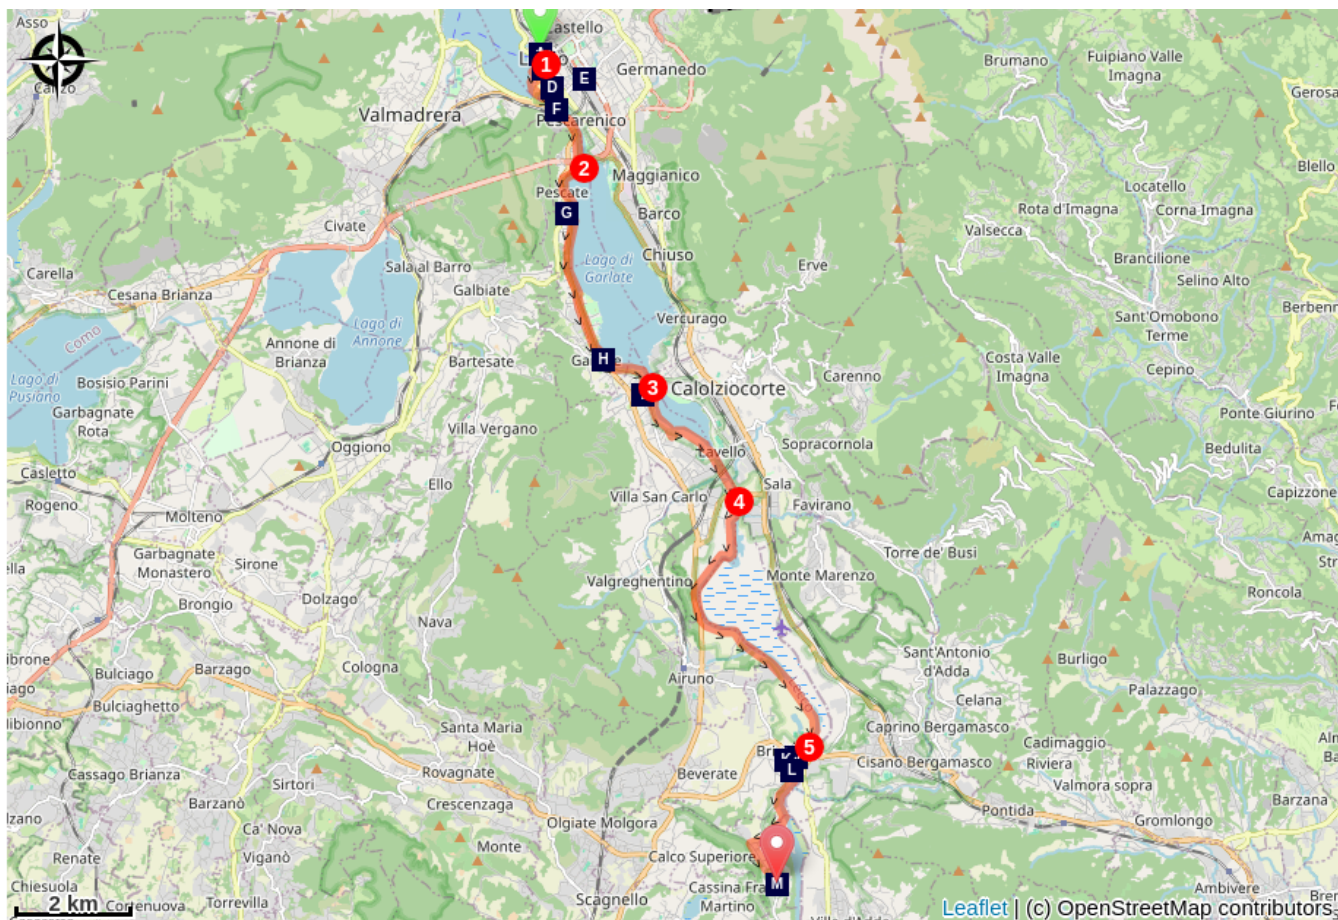 Asso
Castello
Brumano
Fuipiano Valle
Imagna
1
E
Germanedo
D
F
Valmadrera
Pescarenico
2
Maggianico
Pescate
G
Barco
Civate
Chiuso
Lago di
Garlate
Locatello
Rota d'Imagna
Corna Imagna
Valsecca
Brancilione
Selino Alto
Blello
Carella
Cesana Brianza
Sala al Barro
Galbiate
Erve
Vercurago
Sant'Omobono
Terme
Como
Annone di
Brianza
Lago di
Annone
Lago di
Pusiano
Bosisio Parini
Bartesate
H
3
Calolziocorte
Carenno
Costa Valle
Imagna
Cepino
Garbagnate
Rota
Villa Vergano
Ponte Giurino
Bedulita
Oggiono
Casletto
Rogeno
Lavello
Sopracornola
Ello
Villa San Carlo
4
Sala
Favirano
Capizzone
Molteno
Garbagnate
Monastero
Sirone
Torre de' Busi
Valgreghentino
Monte Marenzo
Dolzago
Brongio
Nava
Roncola
Bulciago
Bulciaghetto
Barzago
Cologna
Airuno
Sant'Antonio
d'Adda
Burligo
Celana
Palazzago
Santa Maria
Hoè
Caprino Bergamasco
Cassago Brianza
Sirtori
Rovagnate
Beverate
5
K
L
Cisano Bergamasco
Cadimaggio
Riviera
Valmora sopra
Barzanò
Crescenzaga
Pontida
Barzana
Ca' Nova
Olgiate Molgora
Gromlongo
Renate
Viganò
Monte
Calco Superiore
Chiesuola
Torrevilla
Scagnello
Cassina Fra
Martino
M
Ambivere
2 km
Leaflet | (c) OpenStreetMap contributors.